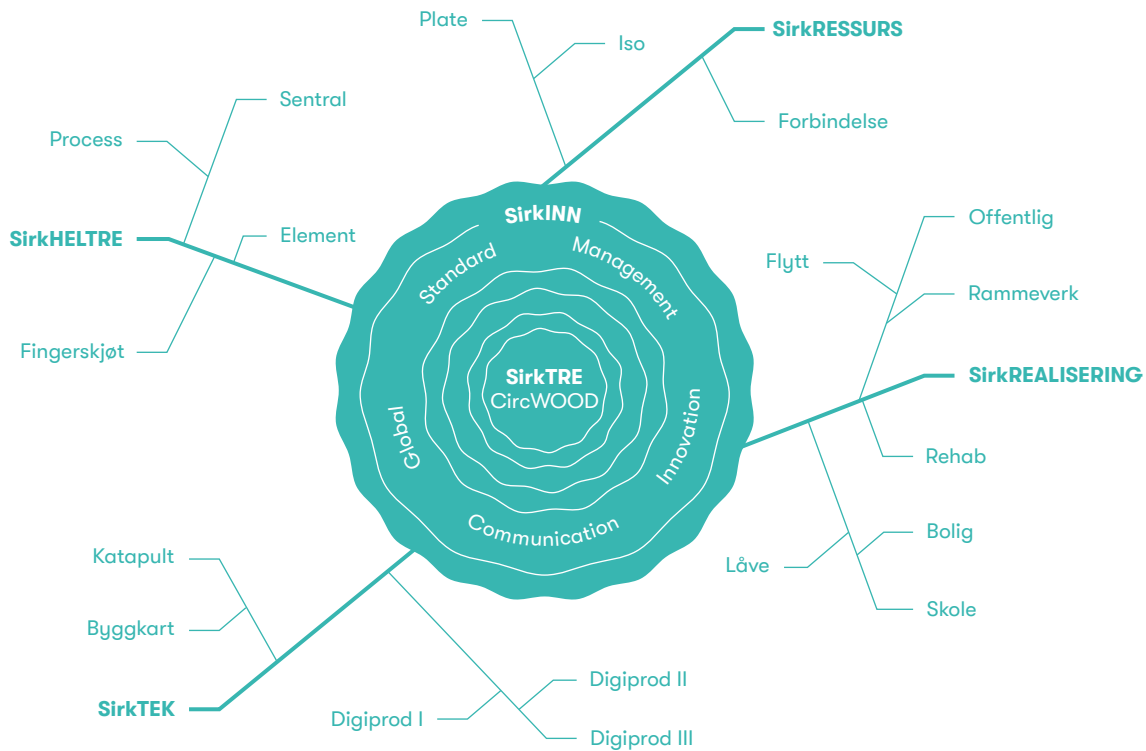 Plate
SirkRESSURS
Iso
Sentral
Forbindelse
Process
SirkINN
Offentlig
SirkHELTRE
Element
Standard
Management
Flytt
Rammeverk
Fingerskjøt
SirkTRE
CircWOOD
SirkREALISERING
Global
Innovation
Rehab
Communication
Bolig
Katapult
Låve
Skole
Byggkart
Digiprod II
SirkTEK
Digiprod I
Digiprod III